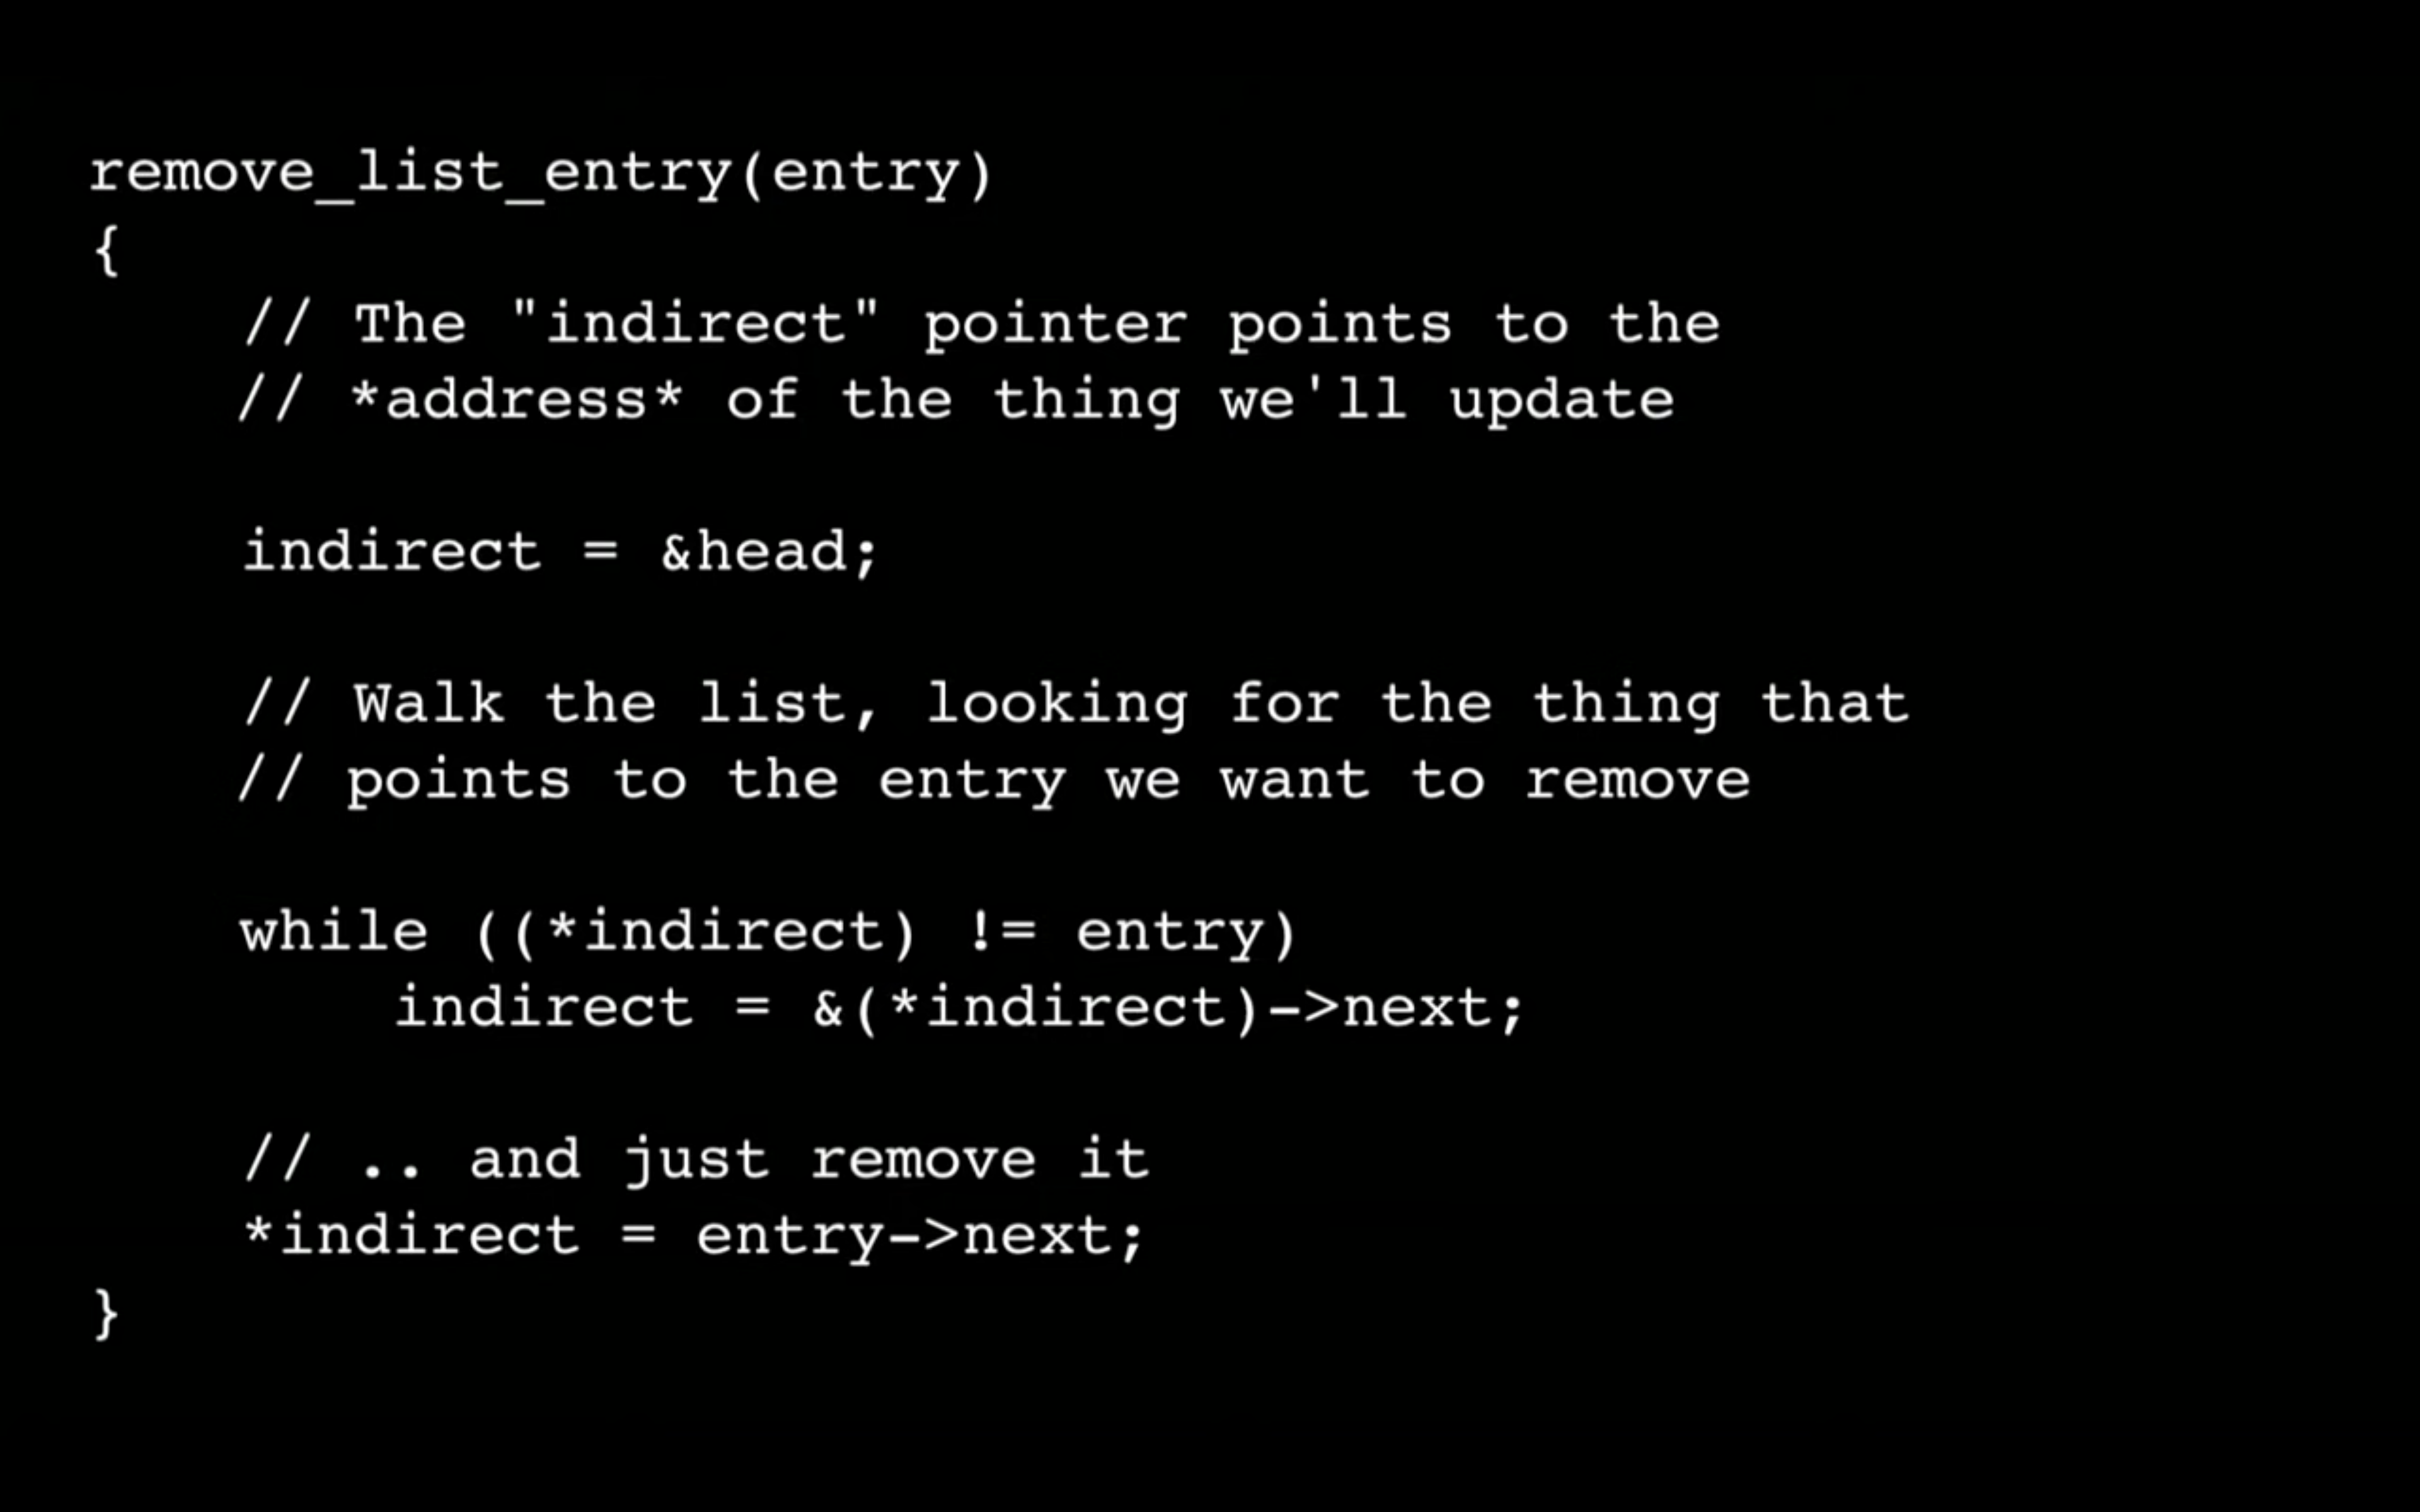 remove_list_entry(entry)
{
// The "indirect" pointer points to the
// *address* of the thing we'll update
indirect = &head;
// Walk the list, looking for the thing that
// points to the entry we want to remove
while ((*indirect) != entry)
indirect = &(*indirect)->next;
// .. and just remove it
*indirect = entry->next;
}